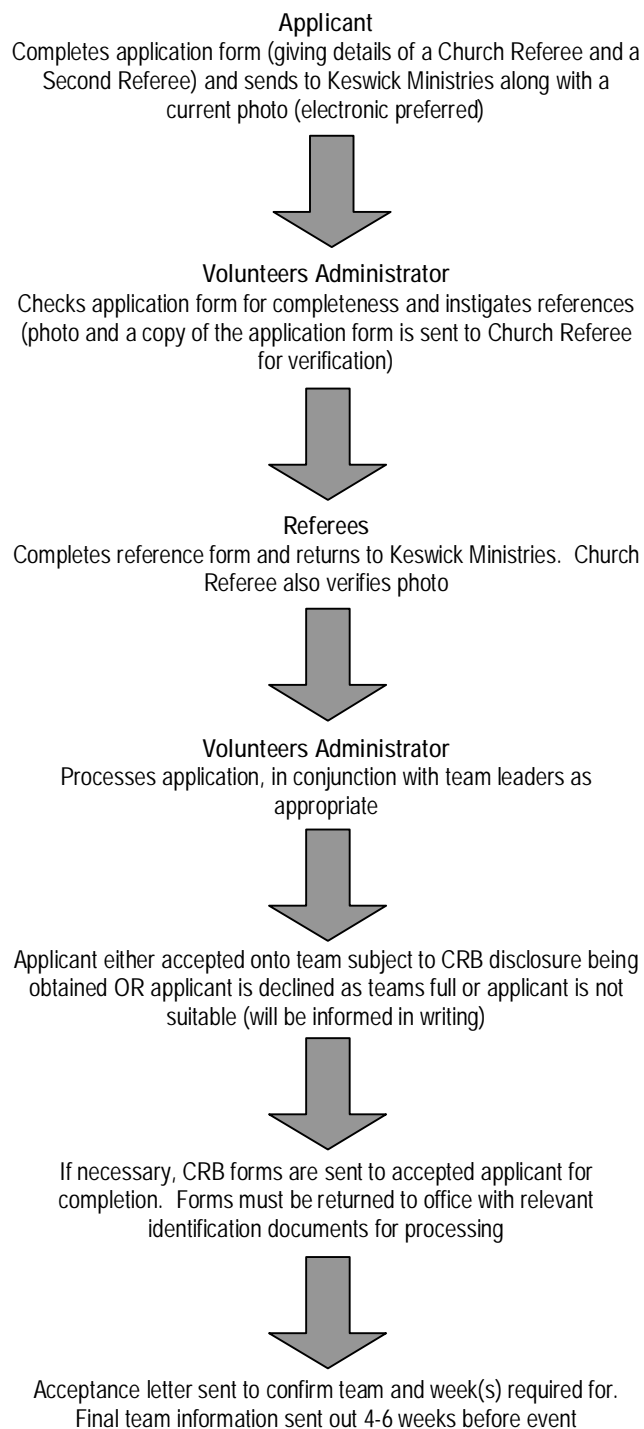 Applicant
Completes application form (giving details of a Church Referee and a
Second Referee) and sends to Keswick Ministries along with a
current photo (electronic preferred)
Volunteers Administrator
Checks application form for completeness and instigates references
(photo and a copy of the application form is sent to Church Referee
for verification)
Referees
Completes reference form and returns to Keswick Ministries. Church
Referee also verifies photo
Volunteers Administrator
Processes application, in conjunction with team leaders as
appropriate
Applicant either accepted onto team subject to CRB disclosure being
obtained OR applicant is declined as teams full or applicant is not
suitable (will be informed in writing)
If necessary, CRB forms are sent to accepted applicant for
completion. Forms must be returned to office with relevant
identification documents for processing
Acceptance letter sent to confirm team and week(s) required for.
Final team information sent out 4-6 weeks before event